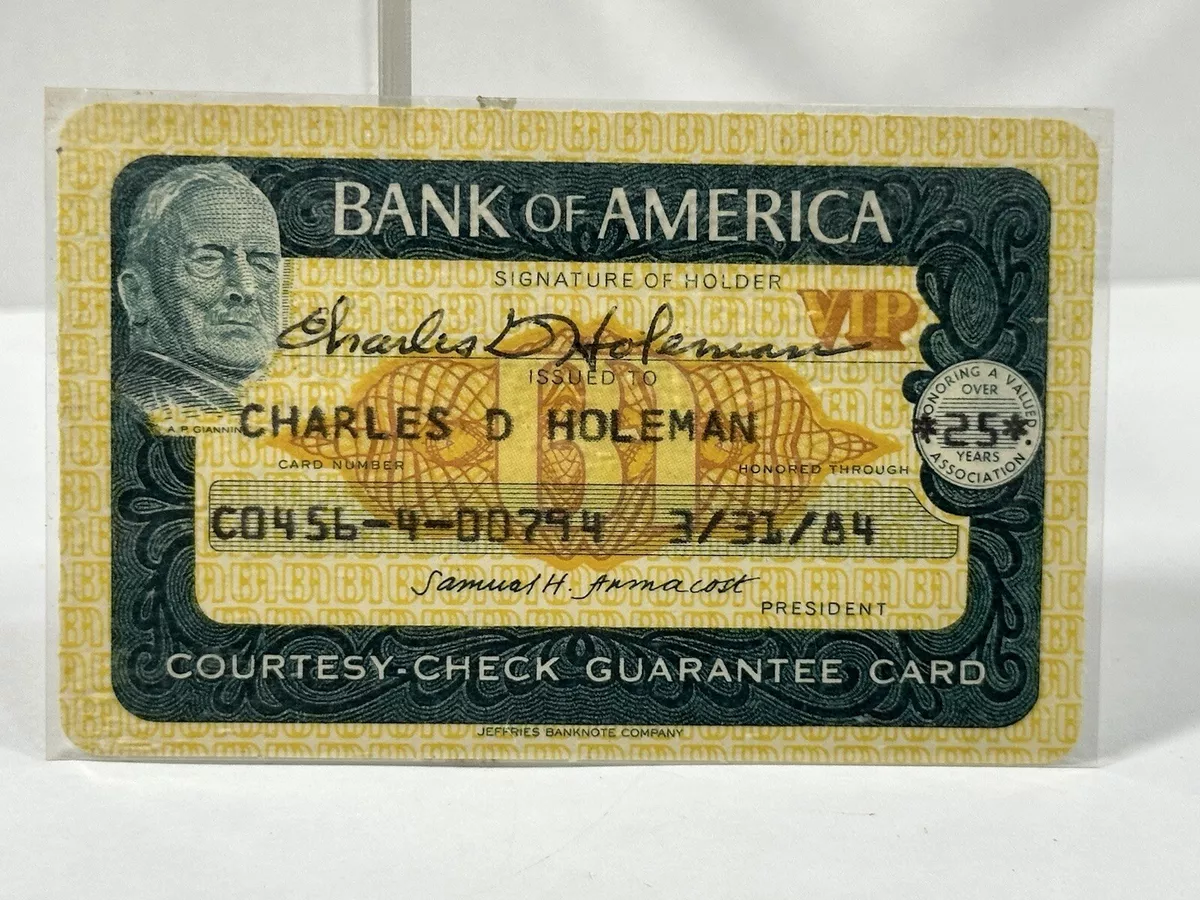 BANK OF AMERICA
SIGNATURE OF HOLDER
VIP
Charles D Holeman
ISSUED TO
HONORING A VALUED
OVER
*25*
YEARS
ASSOCIATION
A.P. GIANNINI
CHARLES D HOLEMAN
CARD NUMBER HONORED THROUGH
C0456-4-00794 3/31/84
Samuel H. Armacost
PRESIDENT
COURTESY-CHECK GUARANTEE CARD
JEFFRIES BANKNOTE COMPANY